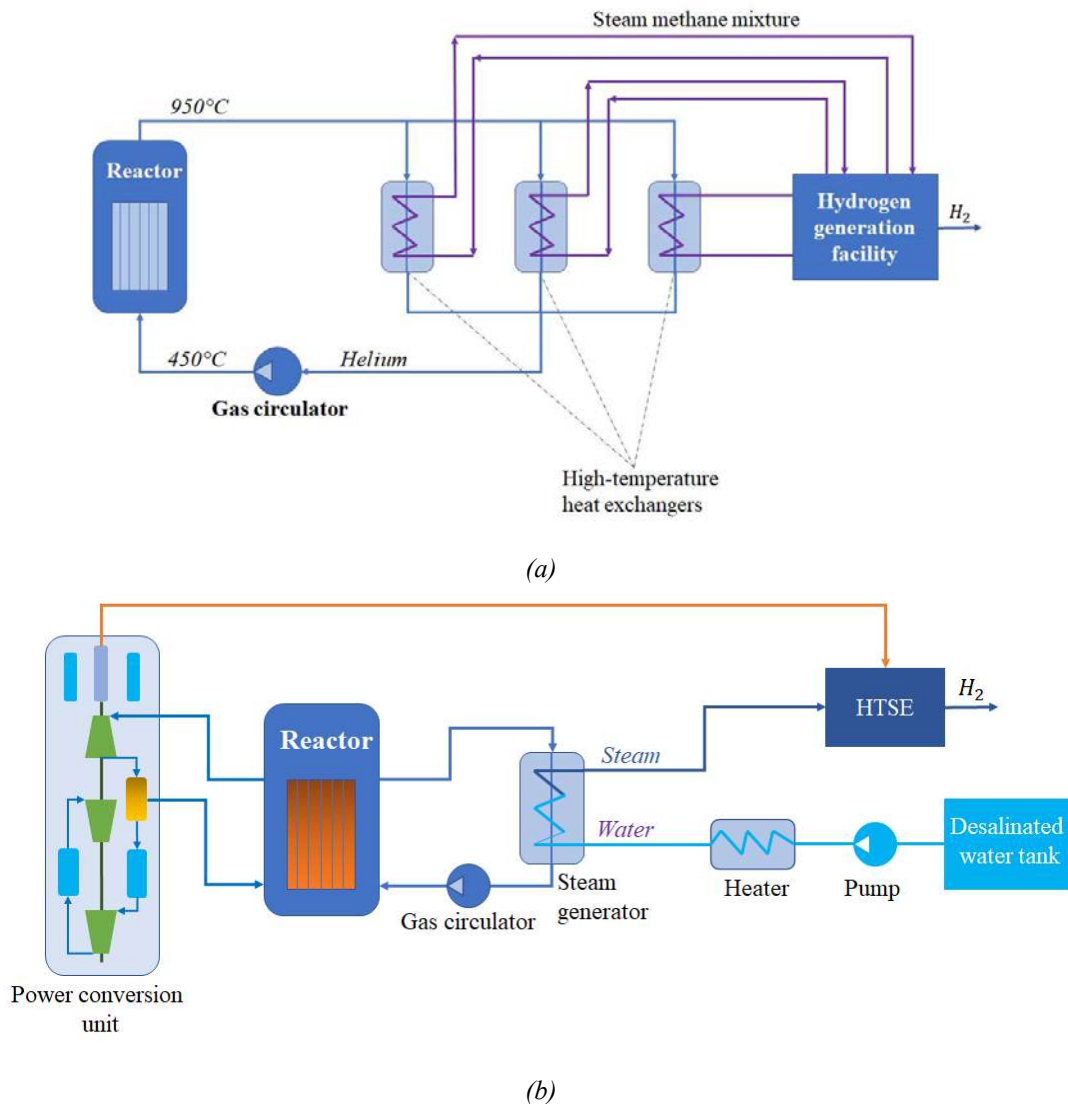 Steam methane mixture
950°C
Reactor
Hydrogen
generation
facility
H₂
450°C
Helium
Gas circulator
High-temperature
heat exchangers
(a)
Reactor
HTSE
H₂
Steam
Water
Desalinated
water tank
Heater
Pump
Steam
generator
Gas circulator
Power conversion
unit
(b)